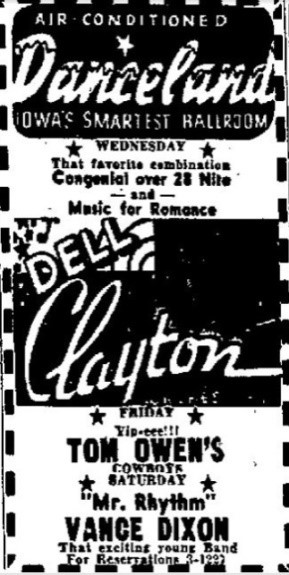 AIR-CONDITIONED
Danceland
IOWA'S SMARTEST BALLROOM
WEDNESDAY
That favorite combination
Congenial over 28 Nite
— and —
Music for Romance
DELL
Clayton
FRIDAY
Yip-eee!!!
TOM OWEN'S
COWBOYS
SATURDAY
"Mr. Rhythm"
VANCE DIXON
That exciting young Band
For Reservations 3-1227